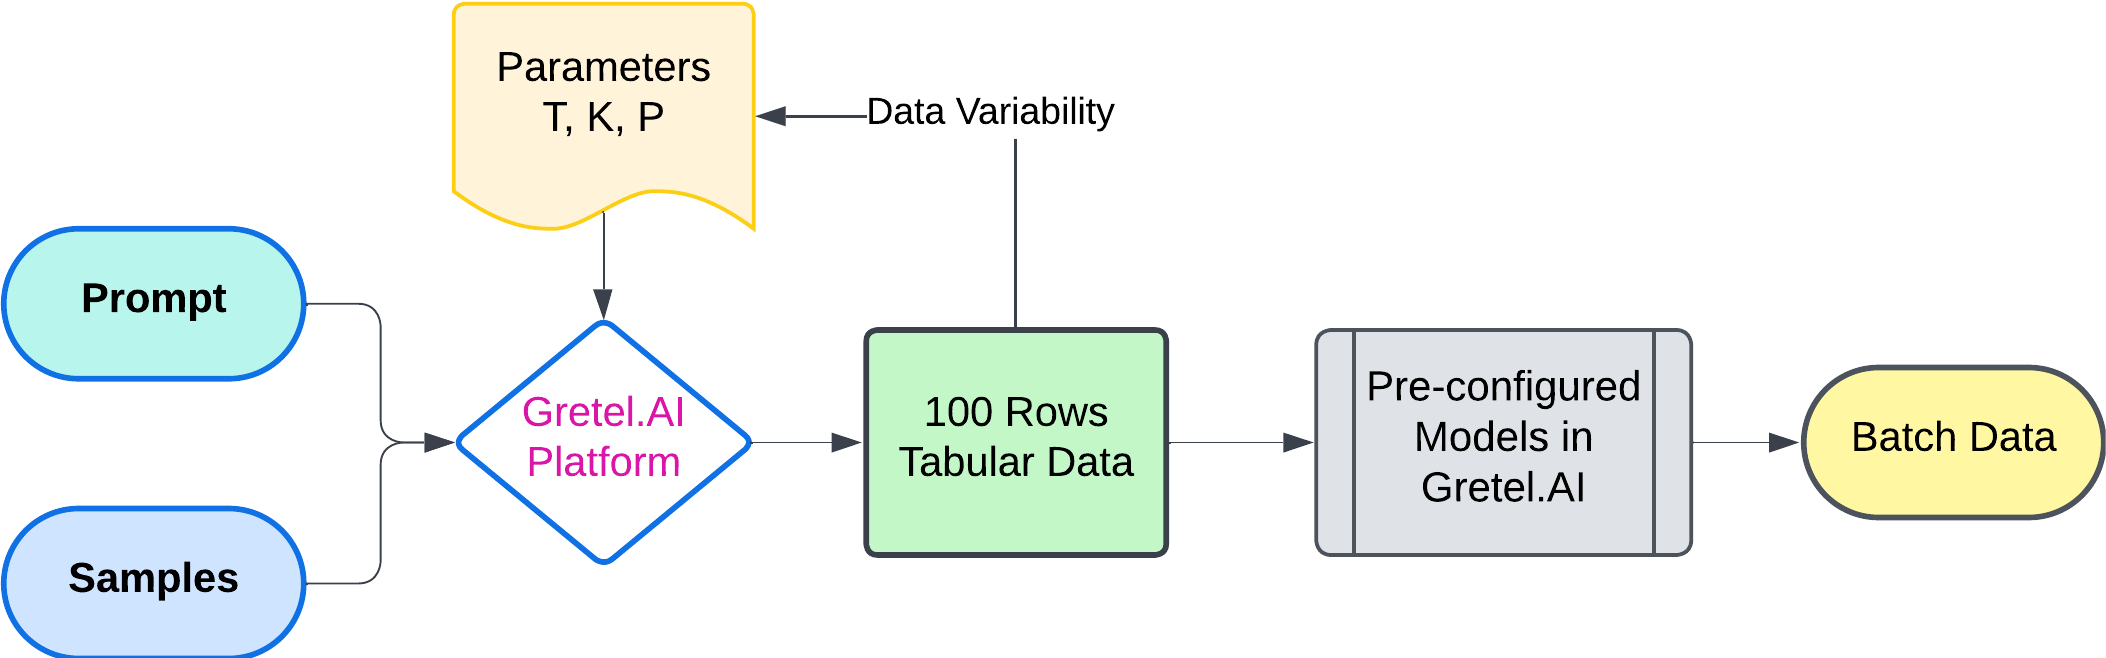 Parameters
T, K, P
Data Variability
Prompt
Samples
Gretel.AI
Platform
100 Rows
Tabular Data
Pre-configured
Models in
Gretel.AI
Batch Data